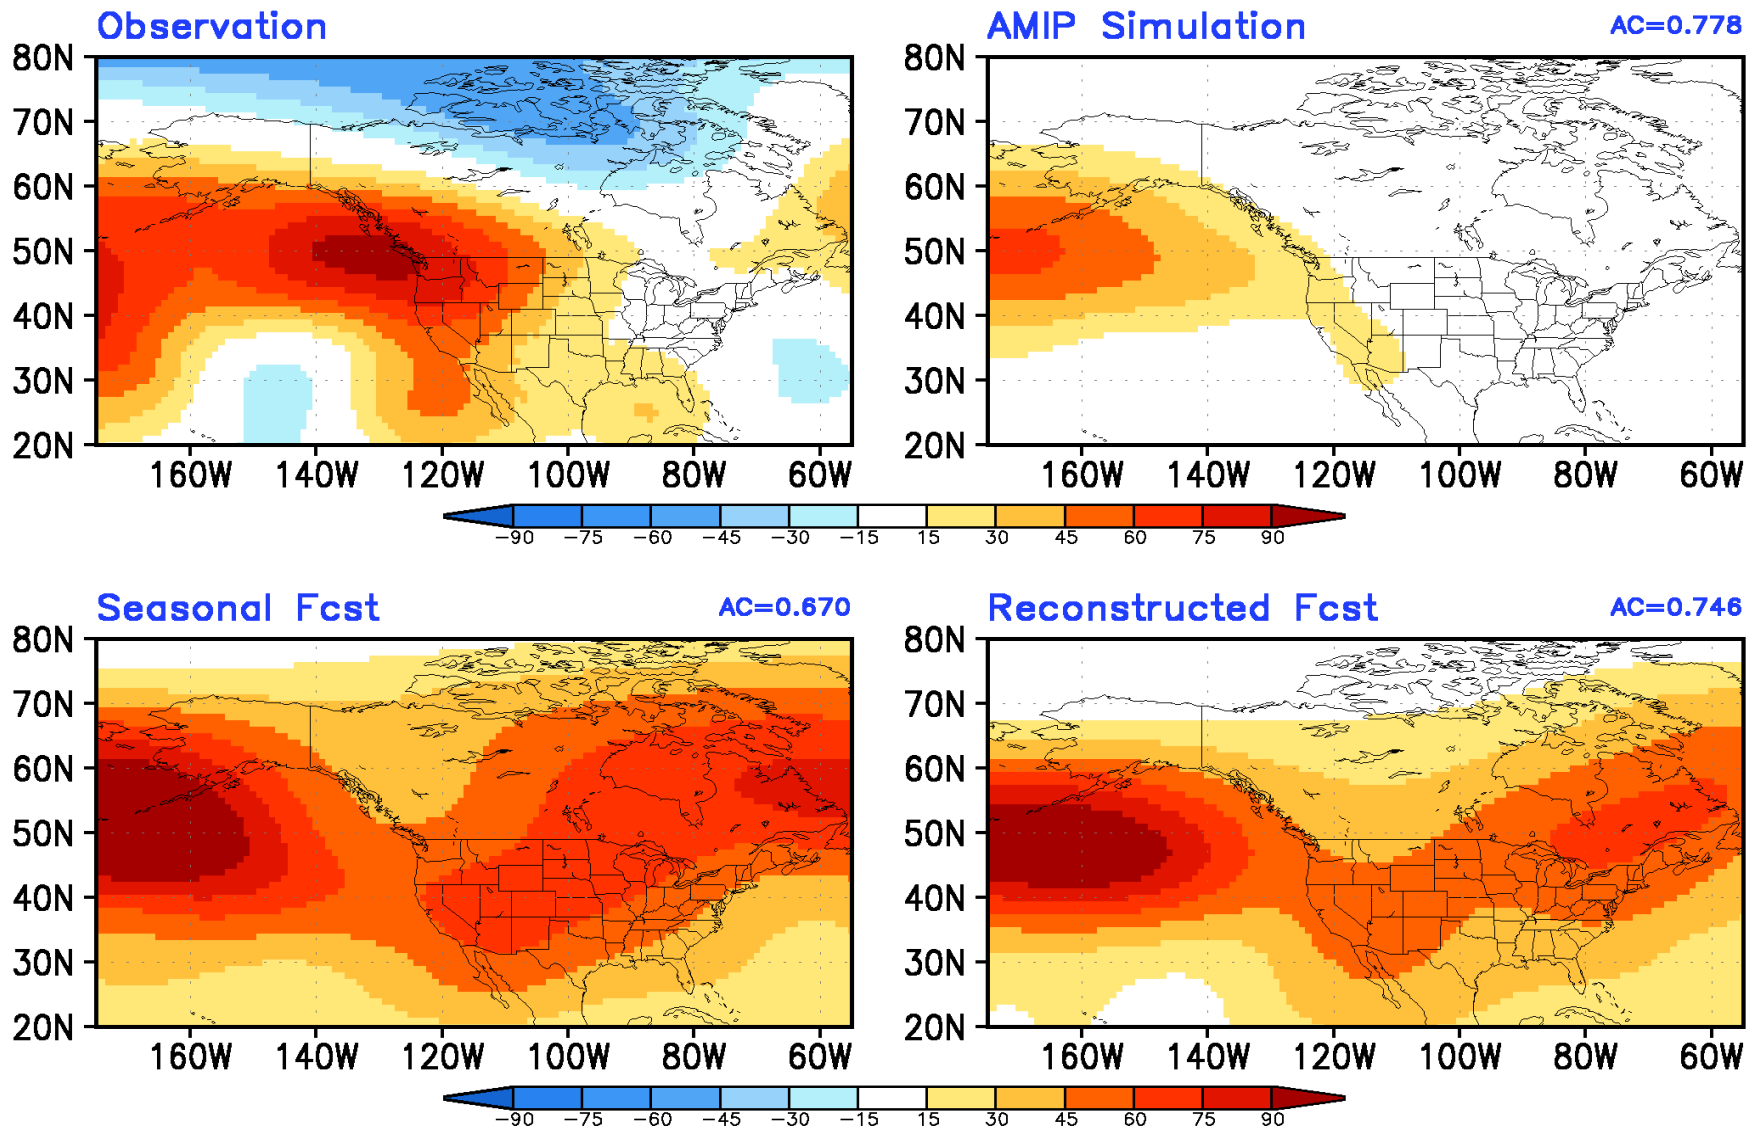 Observation
AMIP Simulation AC=0.778
80N
70N
60N
50N
40N
30N
20N
160W 140W 120W 100W 80W 60W
80N
70N
60N
50N
40N
30N
20N
160W 140W 120W 100W 80W 60W
-90 -75 -60 -45 -30 -15 15 30 45 60 75 90
Seasonal Fcst AC=0.670
Reconstructed Fcst AC=0.746
80N
70N
60N
50N
40N
30N
20N
160W 140W 120W 100W 80W 60W
80N
70N
60N
50N
40N
30N
20N
160W 140W 120W 100W 80W 60W
-90 -75 -60 -45 -30 -15 15 30 45 60 75 90